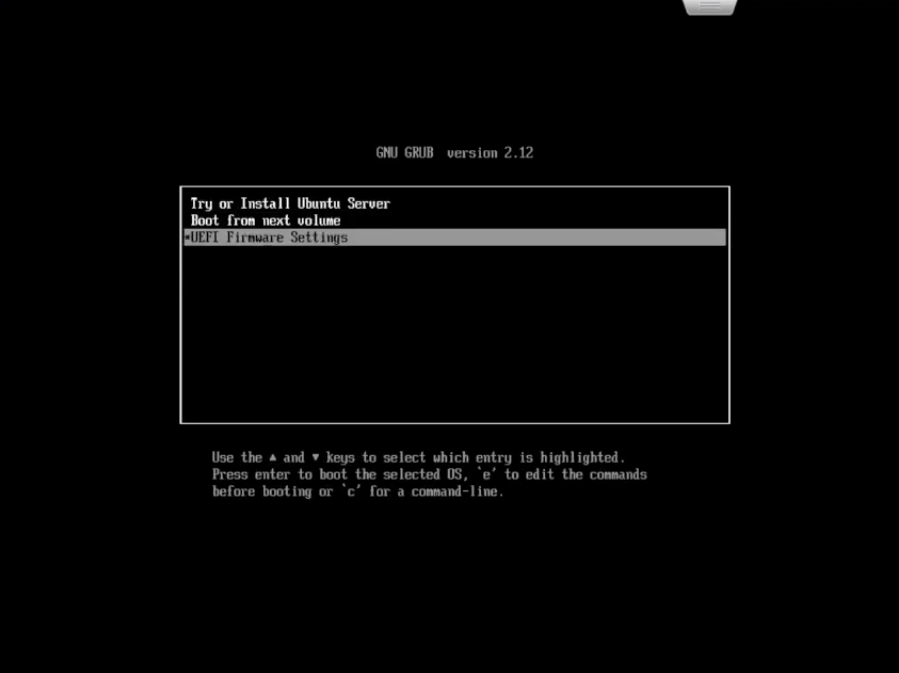 GNU GRUB version 2.12
Try or Install Ubuntu Server
Boot from next volume
*UEFI Firmware Settings
Use the ▲ and ▼ keys to select which entry is highlighted.
Press enter to boot the selected OS, `e' to edit the commands
before booting or `c' for a command-line.